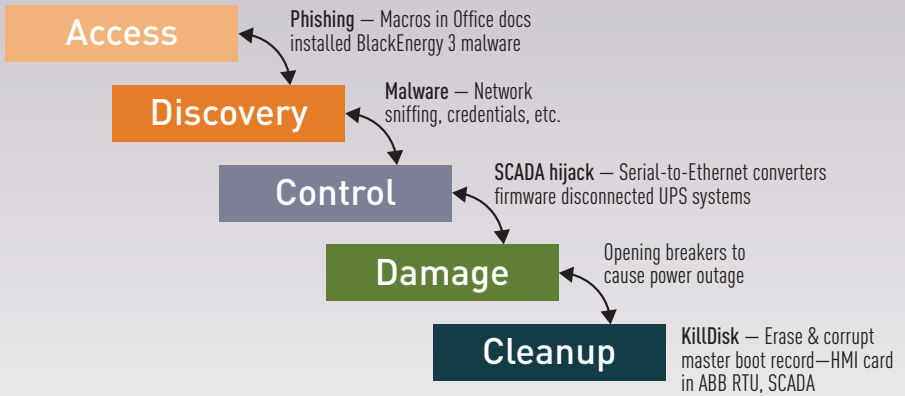 Access
Phishing — Macros in Office docs
installed BlackEnergy 3 malware
Discovery
Malware — Network
sniffing, credentials, etc.
Control
SCADA hijack — Serial-to-Ethernet converters
firmware disconnected UPS systems
Damage
Opening breakers to
cause power outage
Cleanup
KillDisk — Erase & corrupt
master boot record—HMI card
in ABB RTU, SCADA